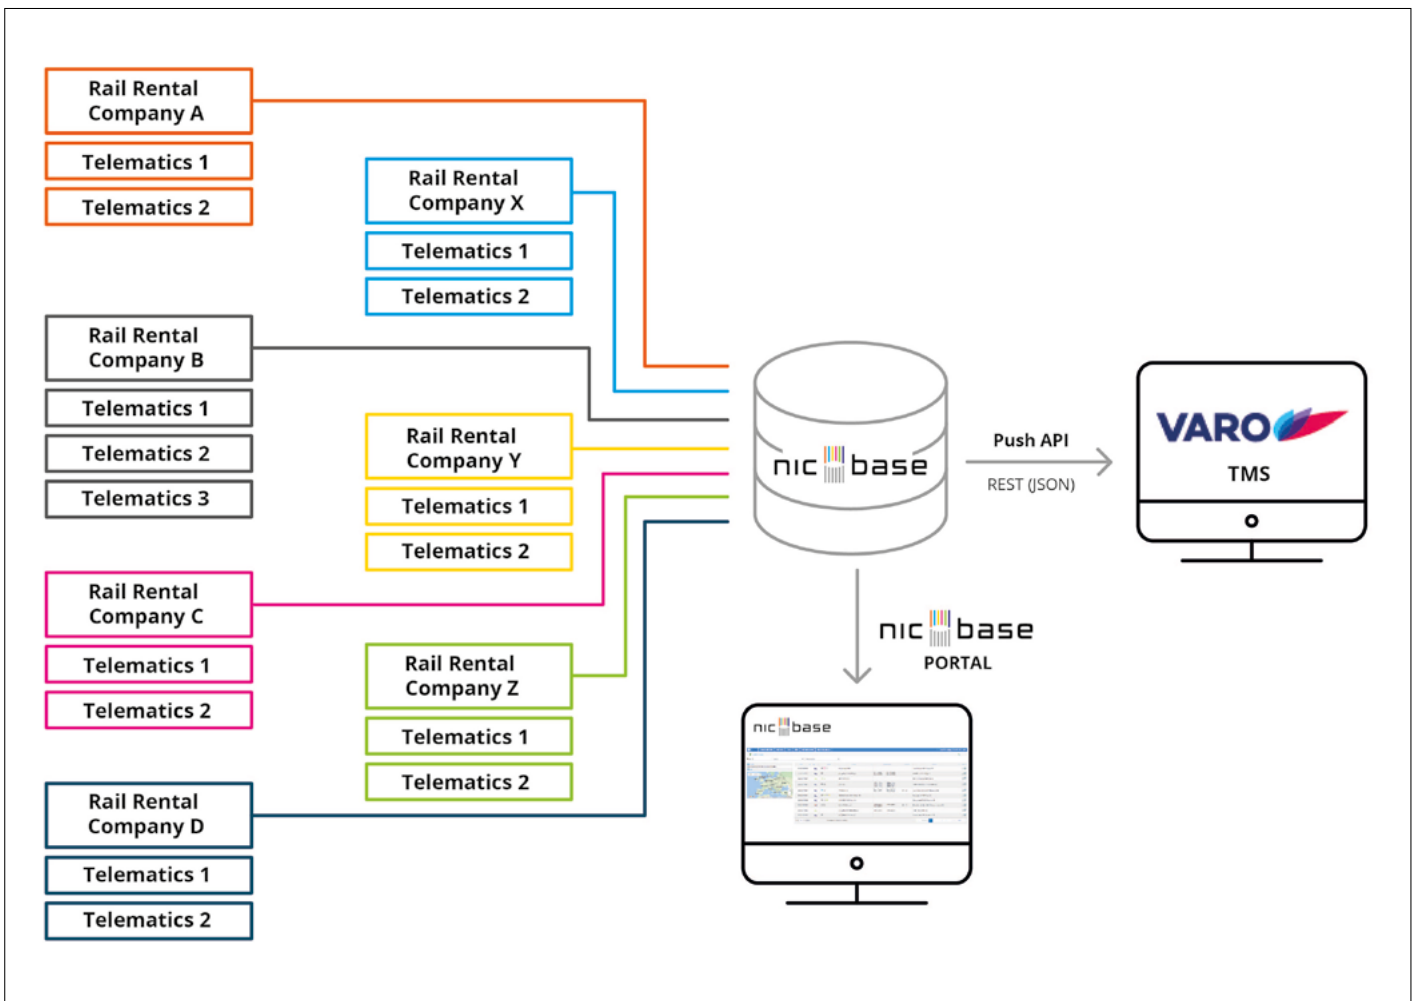 Rail Rental
Company A
Telematics 1
Telematics 2
Rail Rental
Company X
Telematics 1
Telematics 2
Rail Rental
Company B
Telematics 1
Telematics 2
Telematics 3
Rail Rental
Company Y
Telematics 1
Telematics 2
Rail Rental
Company C
Telematics 1
Telematics 2
Rail Rental
Company Z
Telematics 1
Telematics 2
Rail Rental
Company D
Telematics 1
Telematics 2
nic base
Push API
REST (JSON)
VARO
TMS
nic base
PORTAL
nic base